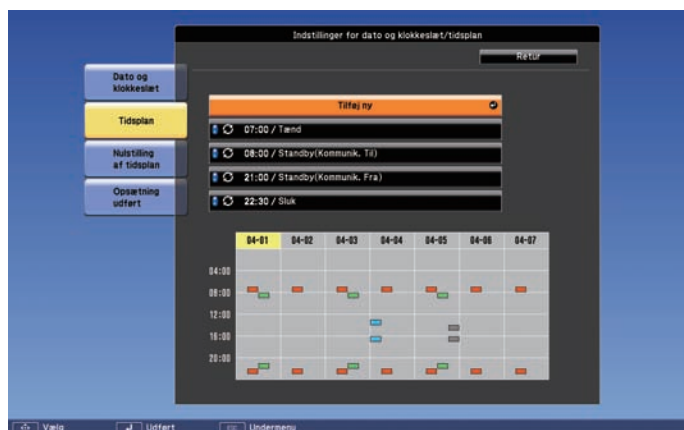 Indstillinger for dato og klokkeslæt/tidsplan
Retur
Dato og
klokkeslæt
Tidsplan
Nulstilling
af tidsplan
Opsætning
udført
Tilføj ny
07:00 / Tænd
08:00 / Standby(Kommunik. Til)
21:00 / Standby(Kommunik. Fra)
22:30 / Sluk
04-01 04-02 04-03 04-04 04-05 04-06 04-07
04:00
08:00
12:00
16:00
20:00
Vælg Udført ESC Undermenu